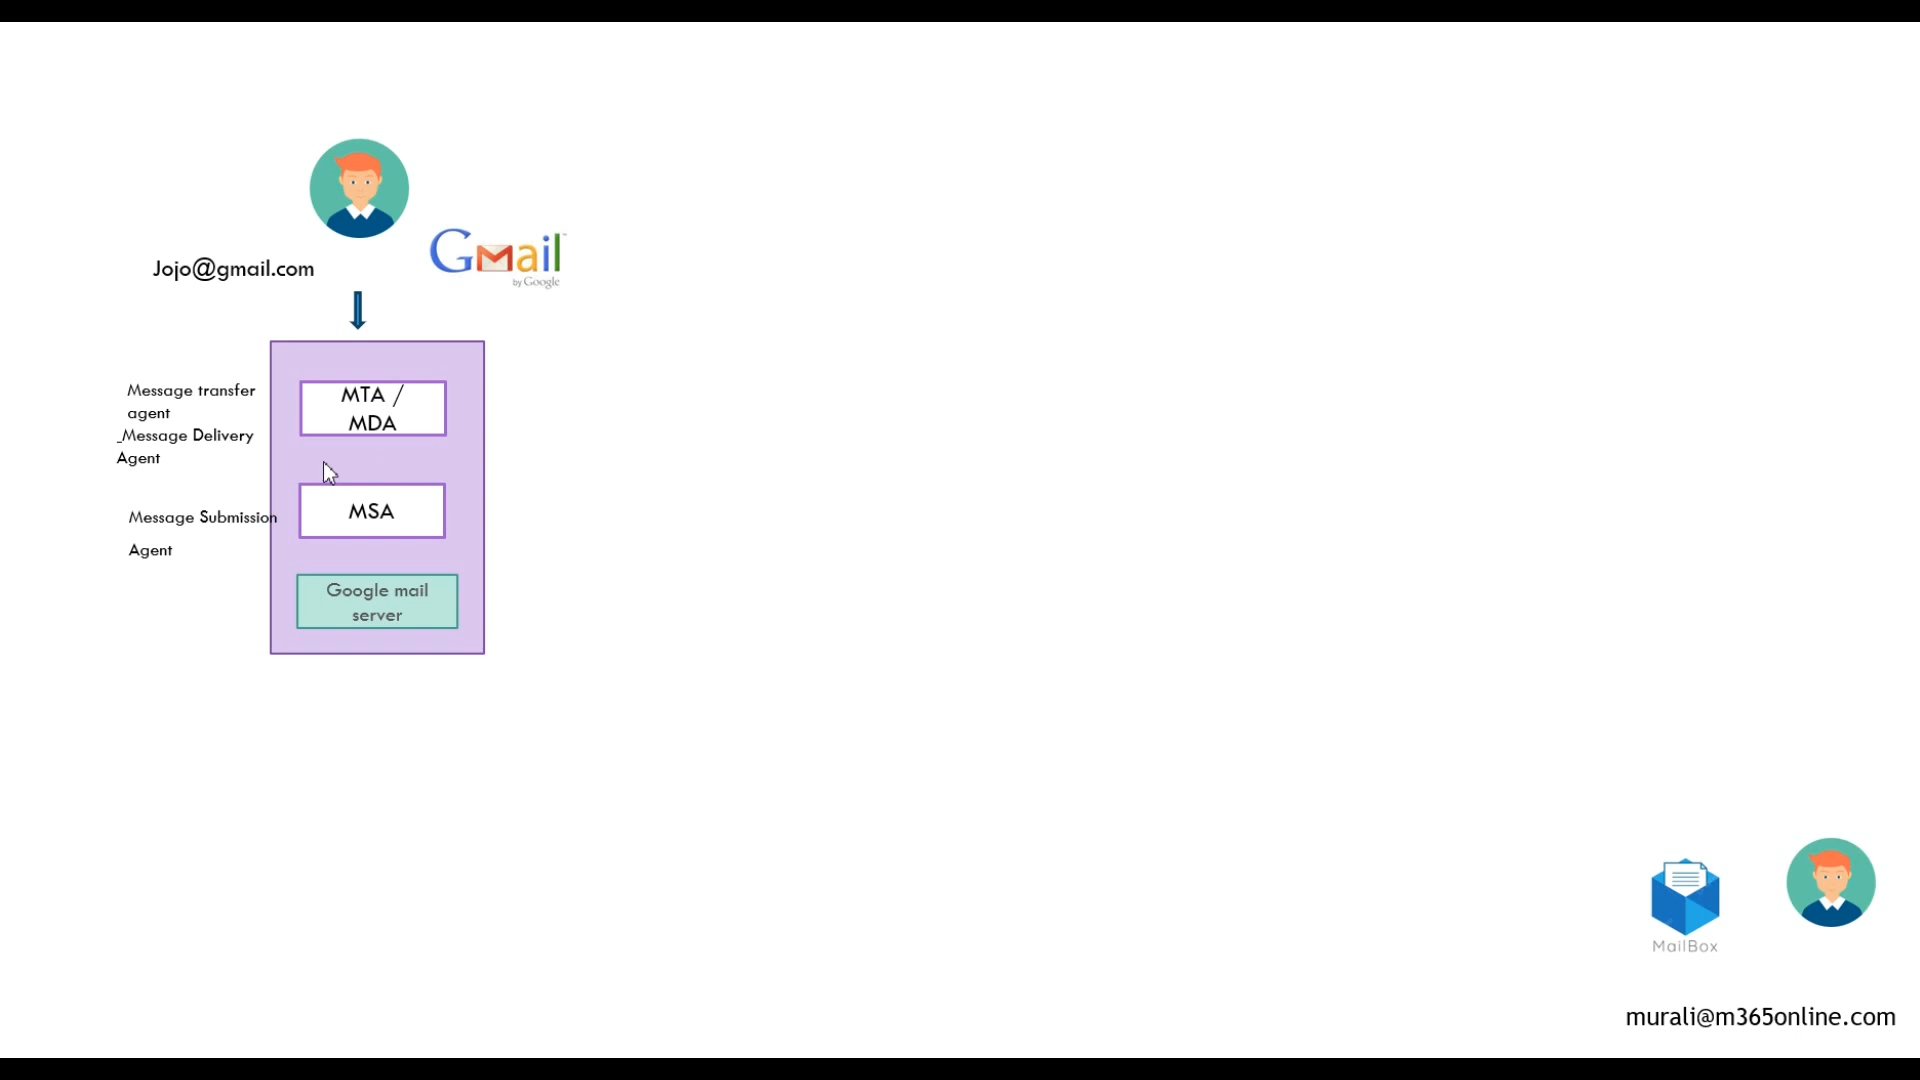 Gmail
by Google
Jojo@gmail.com
Message transfer
agent
_Message Delivery
Agent
MTA /
MDA
Message Submission
Agent
MSA
Google mail
server
MailBox
murali@m365online.com